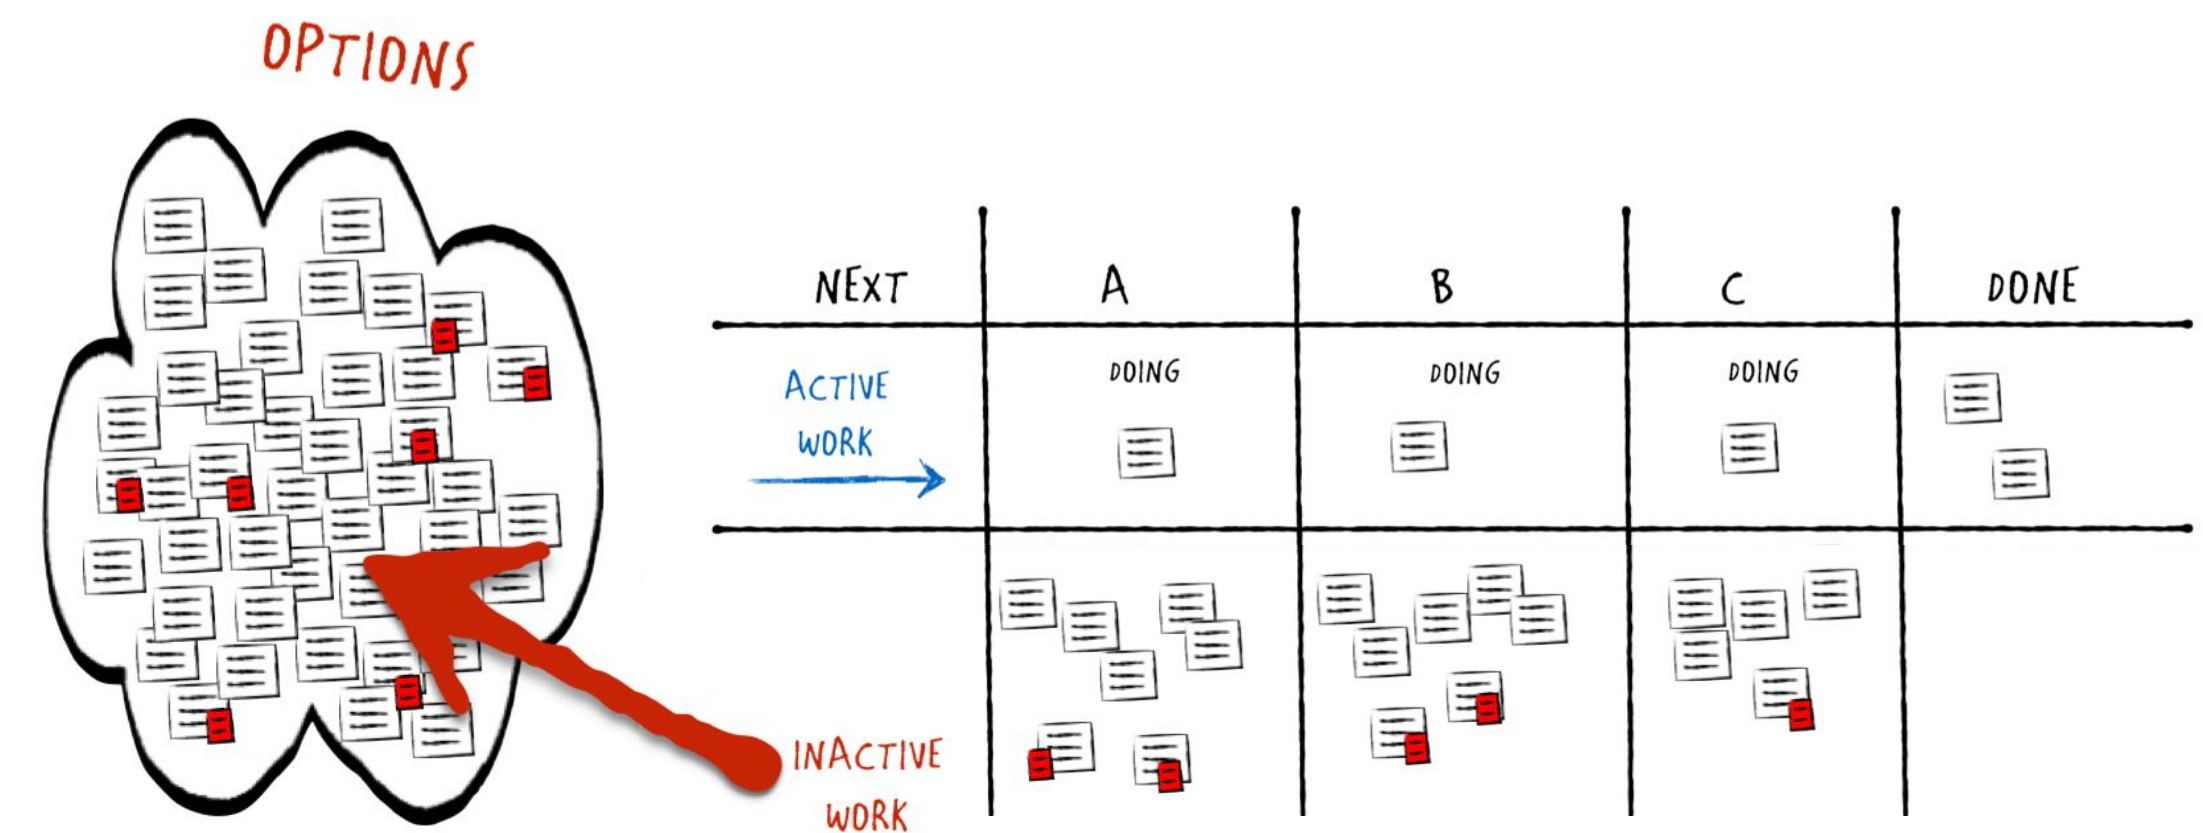 OPTIONS
NEXT
A
B
C
DONE
ACTIVE
WORK
DOING
DOING
DOING
INACTIVE
WORK